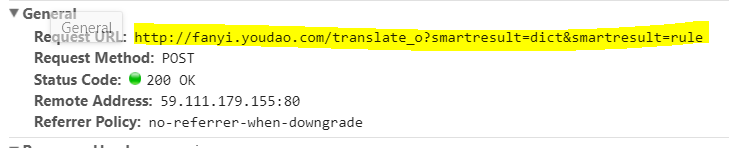 General
General
Request URL: http://fanyi.youdao.com/translate_o?smartresult=dict&smartresult=rule
Request Method: POST
Status Code: 200 OK
Remote Address: 59.111.179.155:80
Referrer Policy: no-referrer-when-downgrade